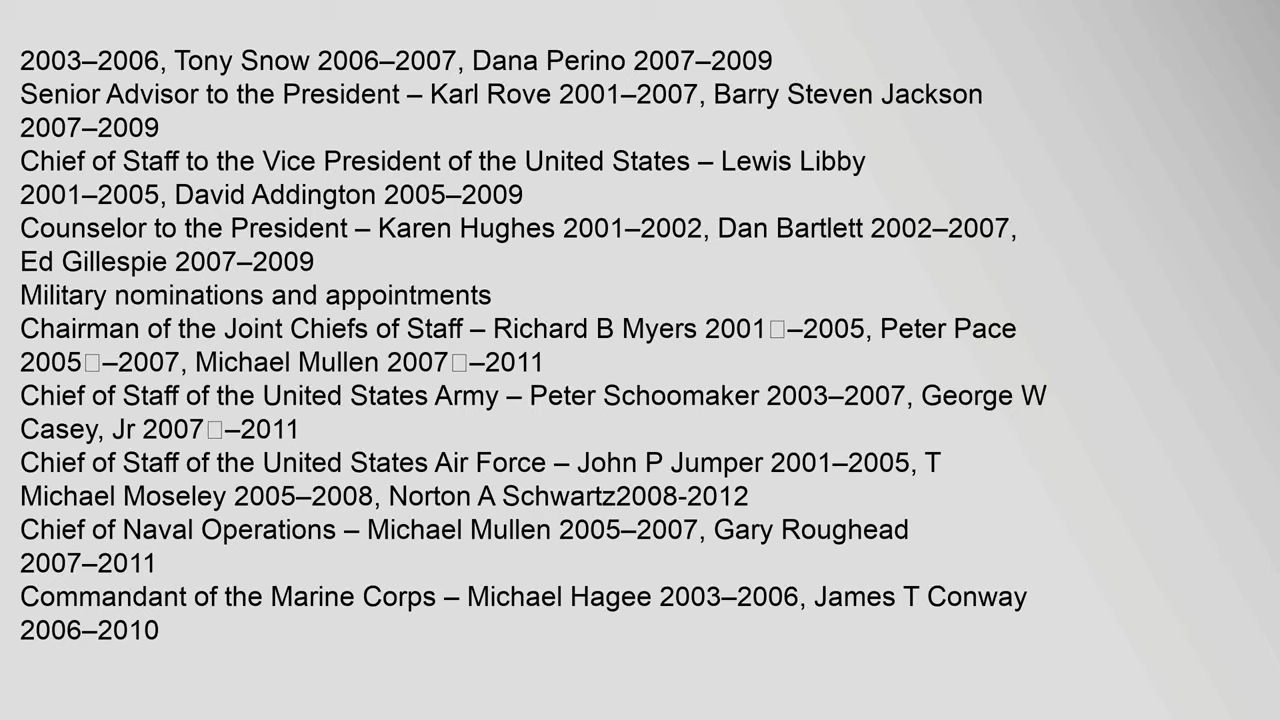 2003–2006, Tony Snow 2006–2007, Dana Perino 2007–2009
Senior Advisor to the President – Karl Rove 2001–2007, Barry Steven Jackson
2007–2009
Chief of Staff to the Vice President of the United States – Lewis Libby
2001–2005, David Addington 2005–2009
Counselor to the President – Karen Hughes 2001–2002, Dan Bartlett 2002–2007,
Ed Gillespie 2007–2009
Military nominations and appointments
Chairman of the Joint Chiefs of Staff – Richard B Myers 2001□–2005, Peter Pace
2005□–2007, Michael Mullen 2007□–2011
Chief of Staff of the United States Army – Peter Schoomaker 2003–2007, George W
Casey, Jr 2007□–2011
Chief of Staff of the United States Air Force – John P Jumper 2001–2005, T
Michael Moseley 2005–2008, Norton A Schwartz2008-2012
Chief of Naval Operations – Michael Mullen 2005–2007, Gary Roughead
2007–2011
Commandant of the Marine Corps – Michael Hagee 2003–2006, James T Conway
2006–2010